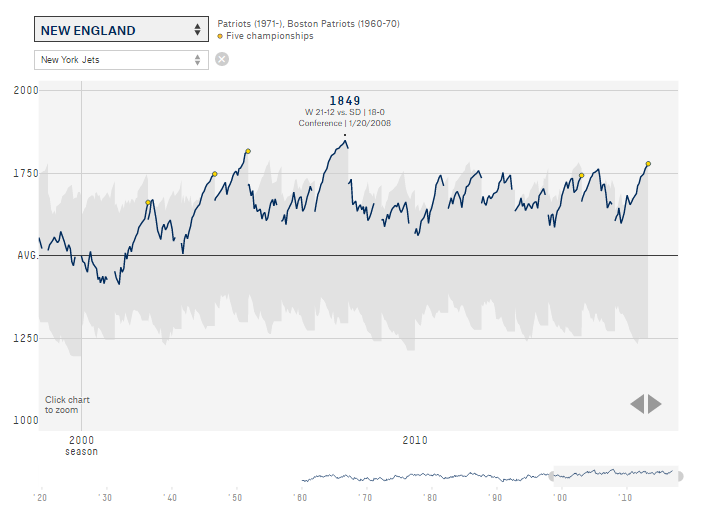 NEW ENGLAND
Patriots (1971-), Boston Patriots (1960-70)
Five championships
New York Jets
2000
1849
W 21-12 vs. SD | 18-0
Conference | 1/20/2008
1750
AVG.
1250
Click chart
to zoom
1000
2000
2010
season
'20 '30 '40 '50 '60 '70 '80 '90 '00 '10